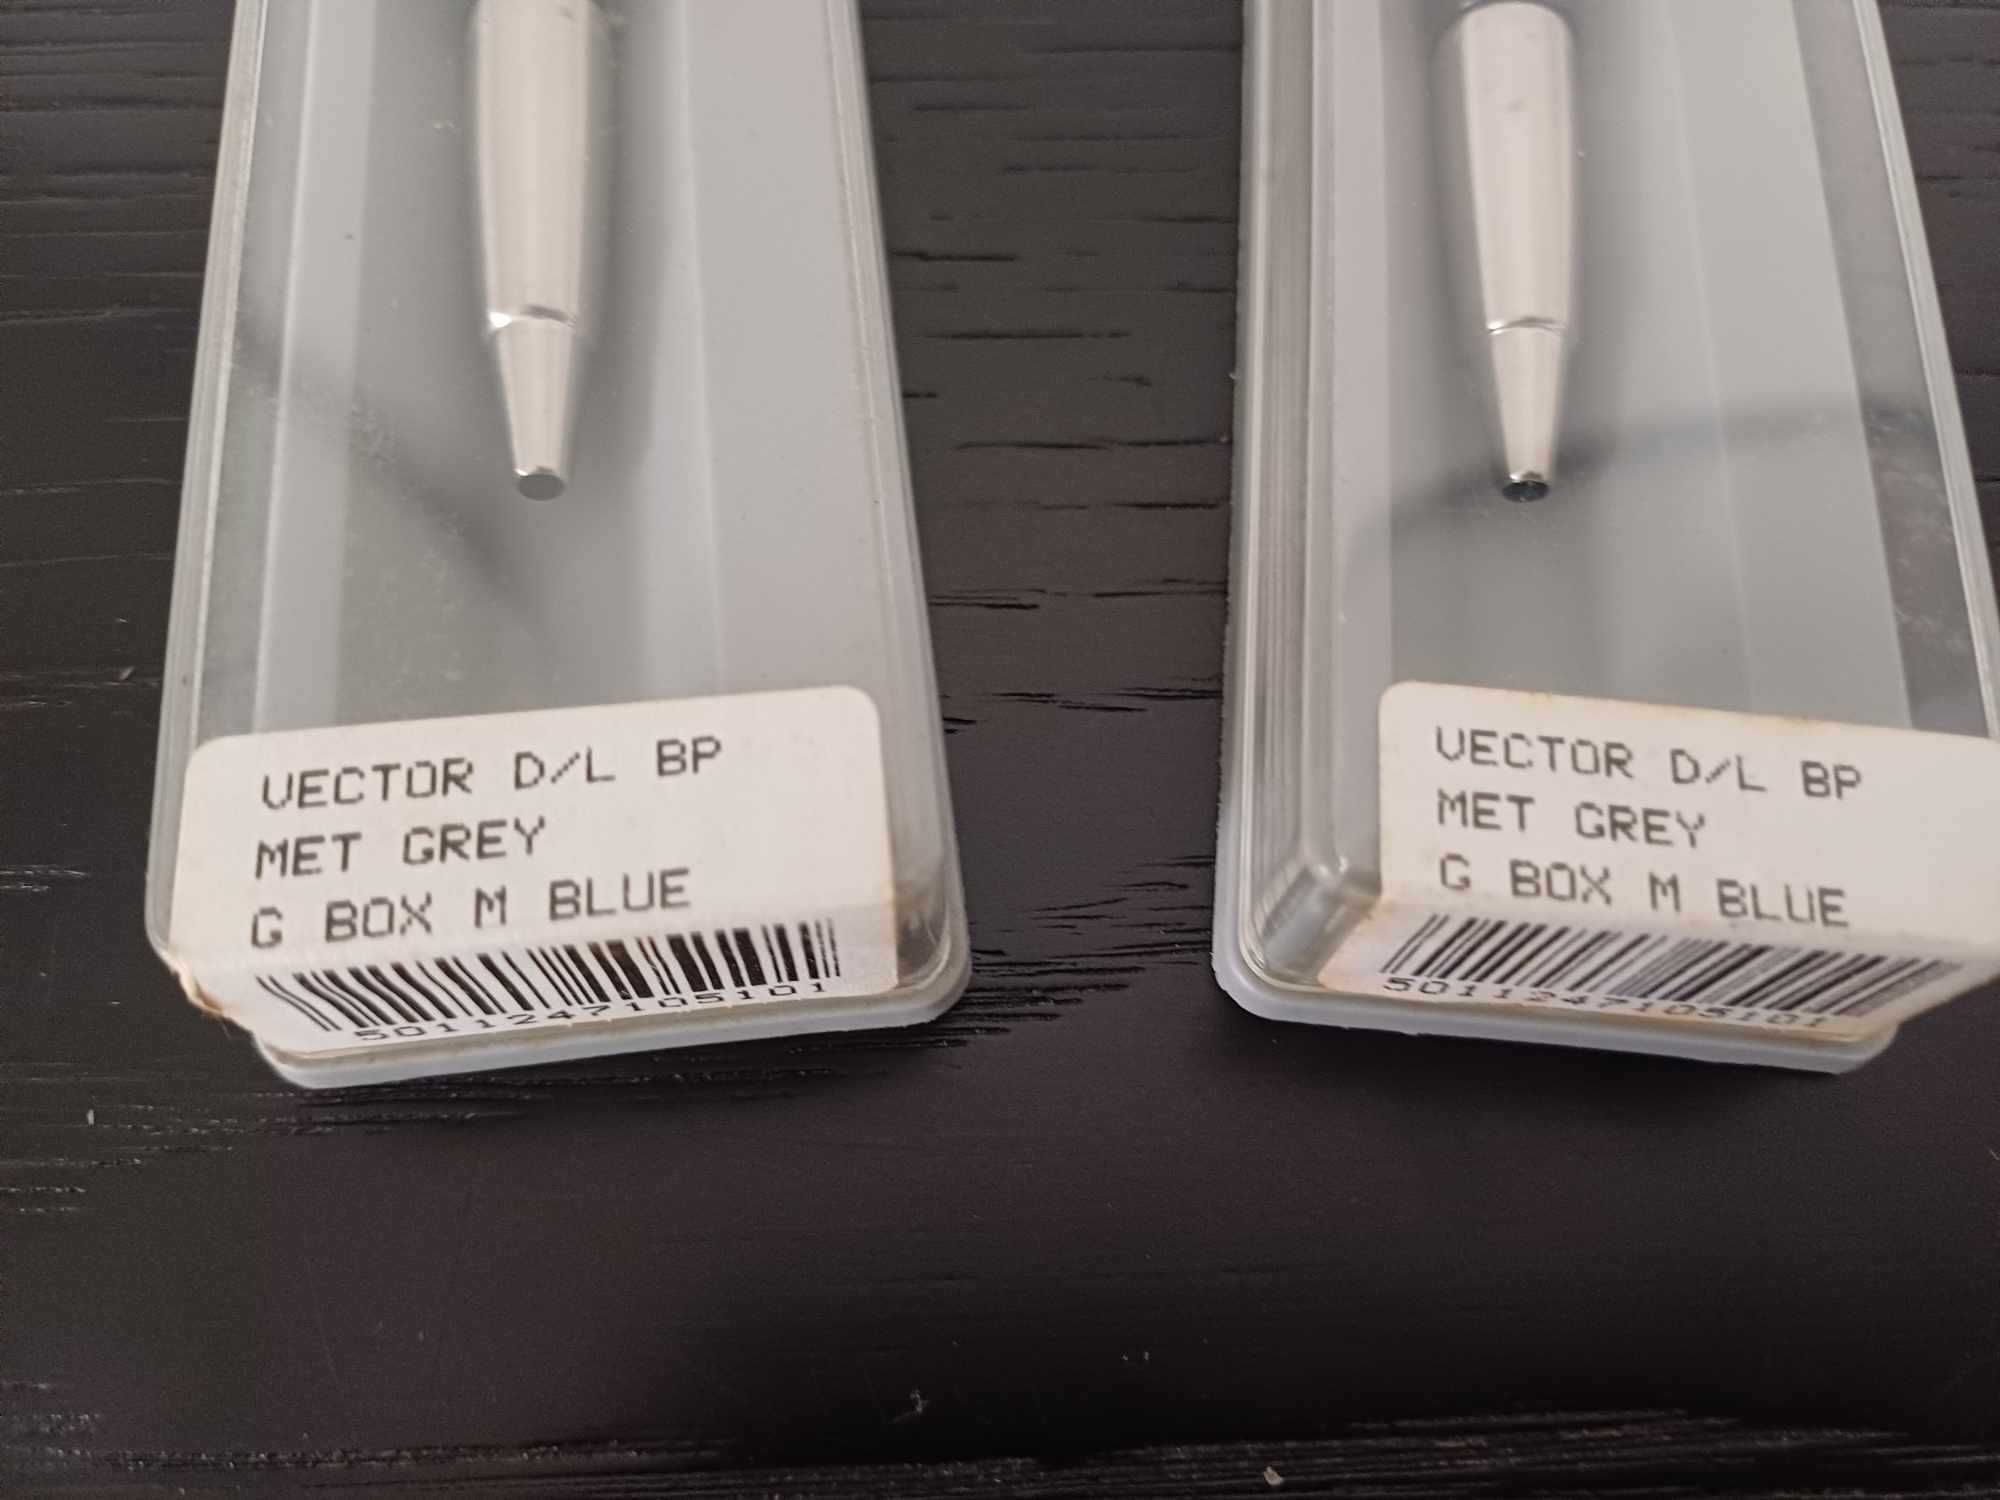 VECTOR D/L BP
MET GREY
G BOX M BLUE
5011247105101
VECTOR D/L BP
MET GREY
G BOX M BLUE
5011247105101